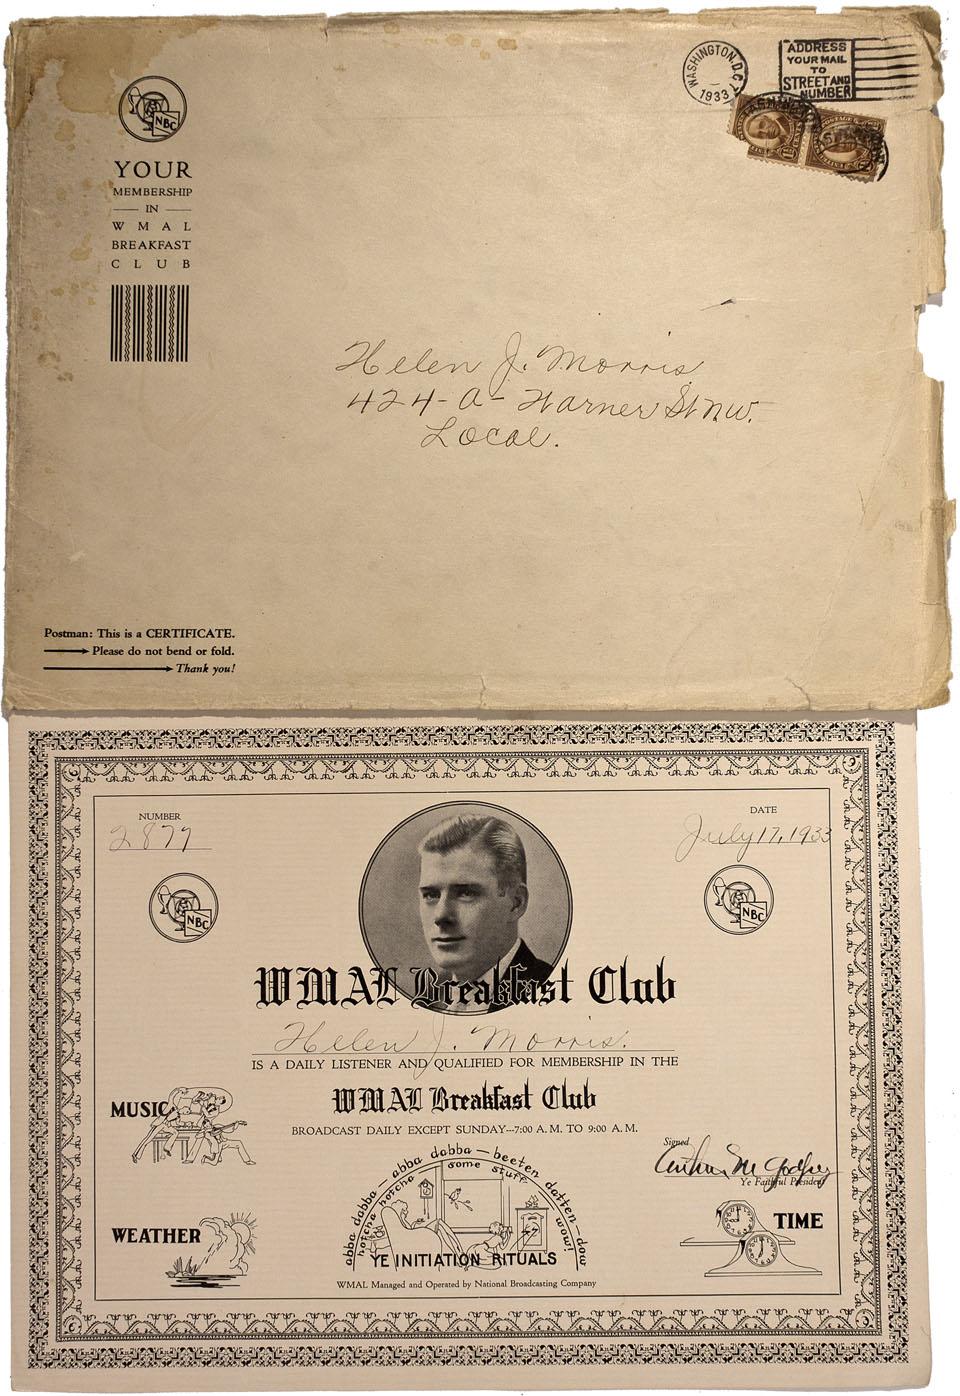 WASHINGTON, D.C.
1933
ADDRESS
YOUR MAIL
TO
STREET AND
NUMBER
NBC
YOUR
MEMBERSHIP
IN
WMAL
BREAKFAST
CLUB
Helen J. Morris
424-A- Warner St. N.W.
Local.
Postman: This is a CERTIFICATE.
Please do not bend or fold.
Thank you!
NUMBER
2877
DATE
July 17, 1933
NBC
NBC
WMAL Breakfast Club
Helen J. Morris.
IS A DAILY LISTENER AND QUALIFIED FOR MEMBERSHIP IN THE
WMAL Breakfast Club
BROADCAST DAILY EXCEPT SUNDAY---7:00 A. M. TO 9:00 A. M.
MUSIC
Signed
Arthur M Godfrey
Ye Faithful President
abba dabba — abba dabba — beeten datten — dow
hotcha hotcha some stuff wow!
WEATHER
TIME
YE INITIATION RITUALS
WMAL Managed and Operated by National Broadcasting Company